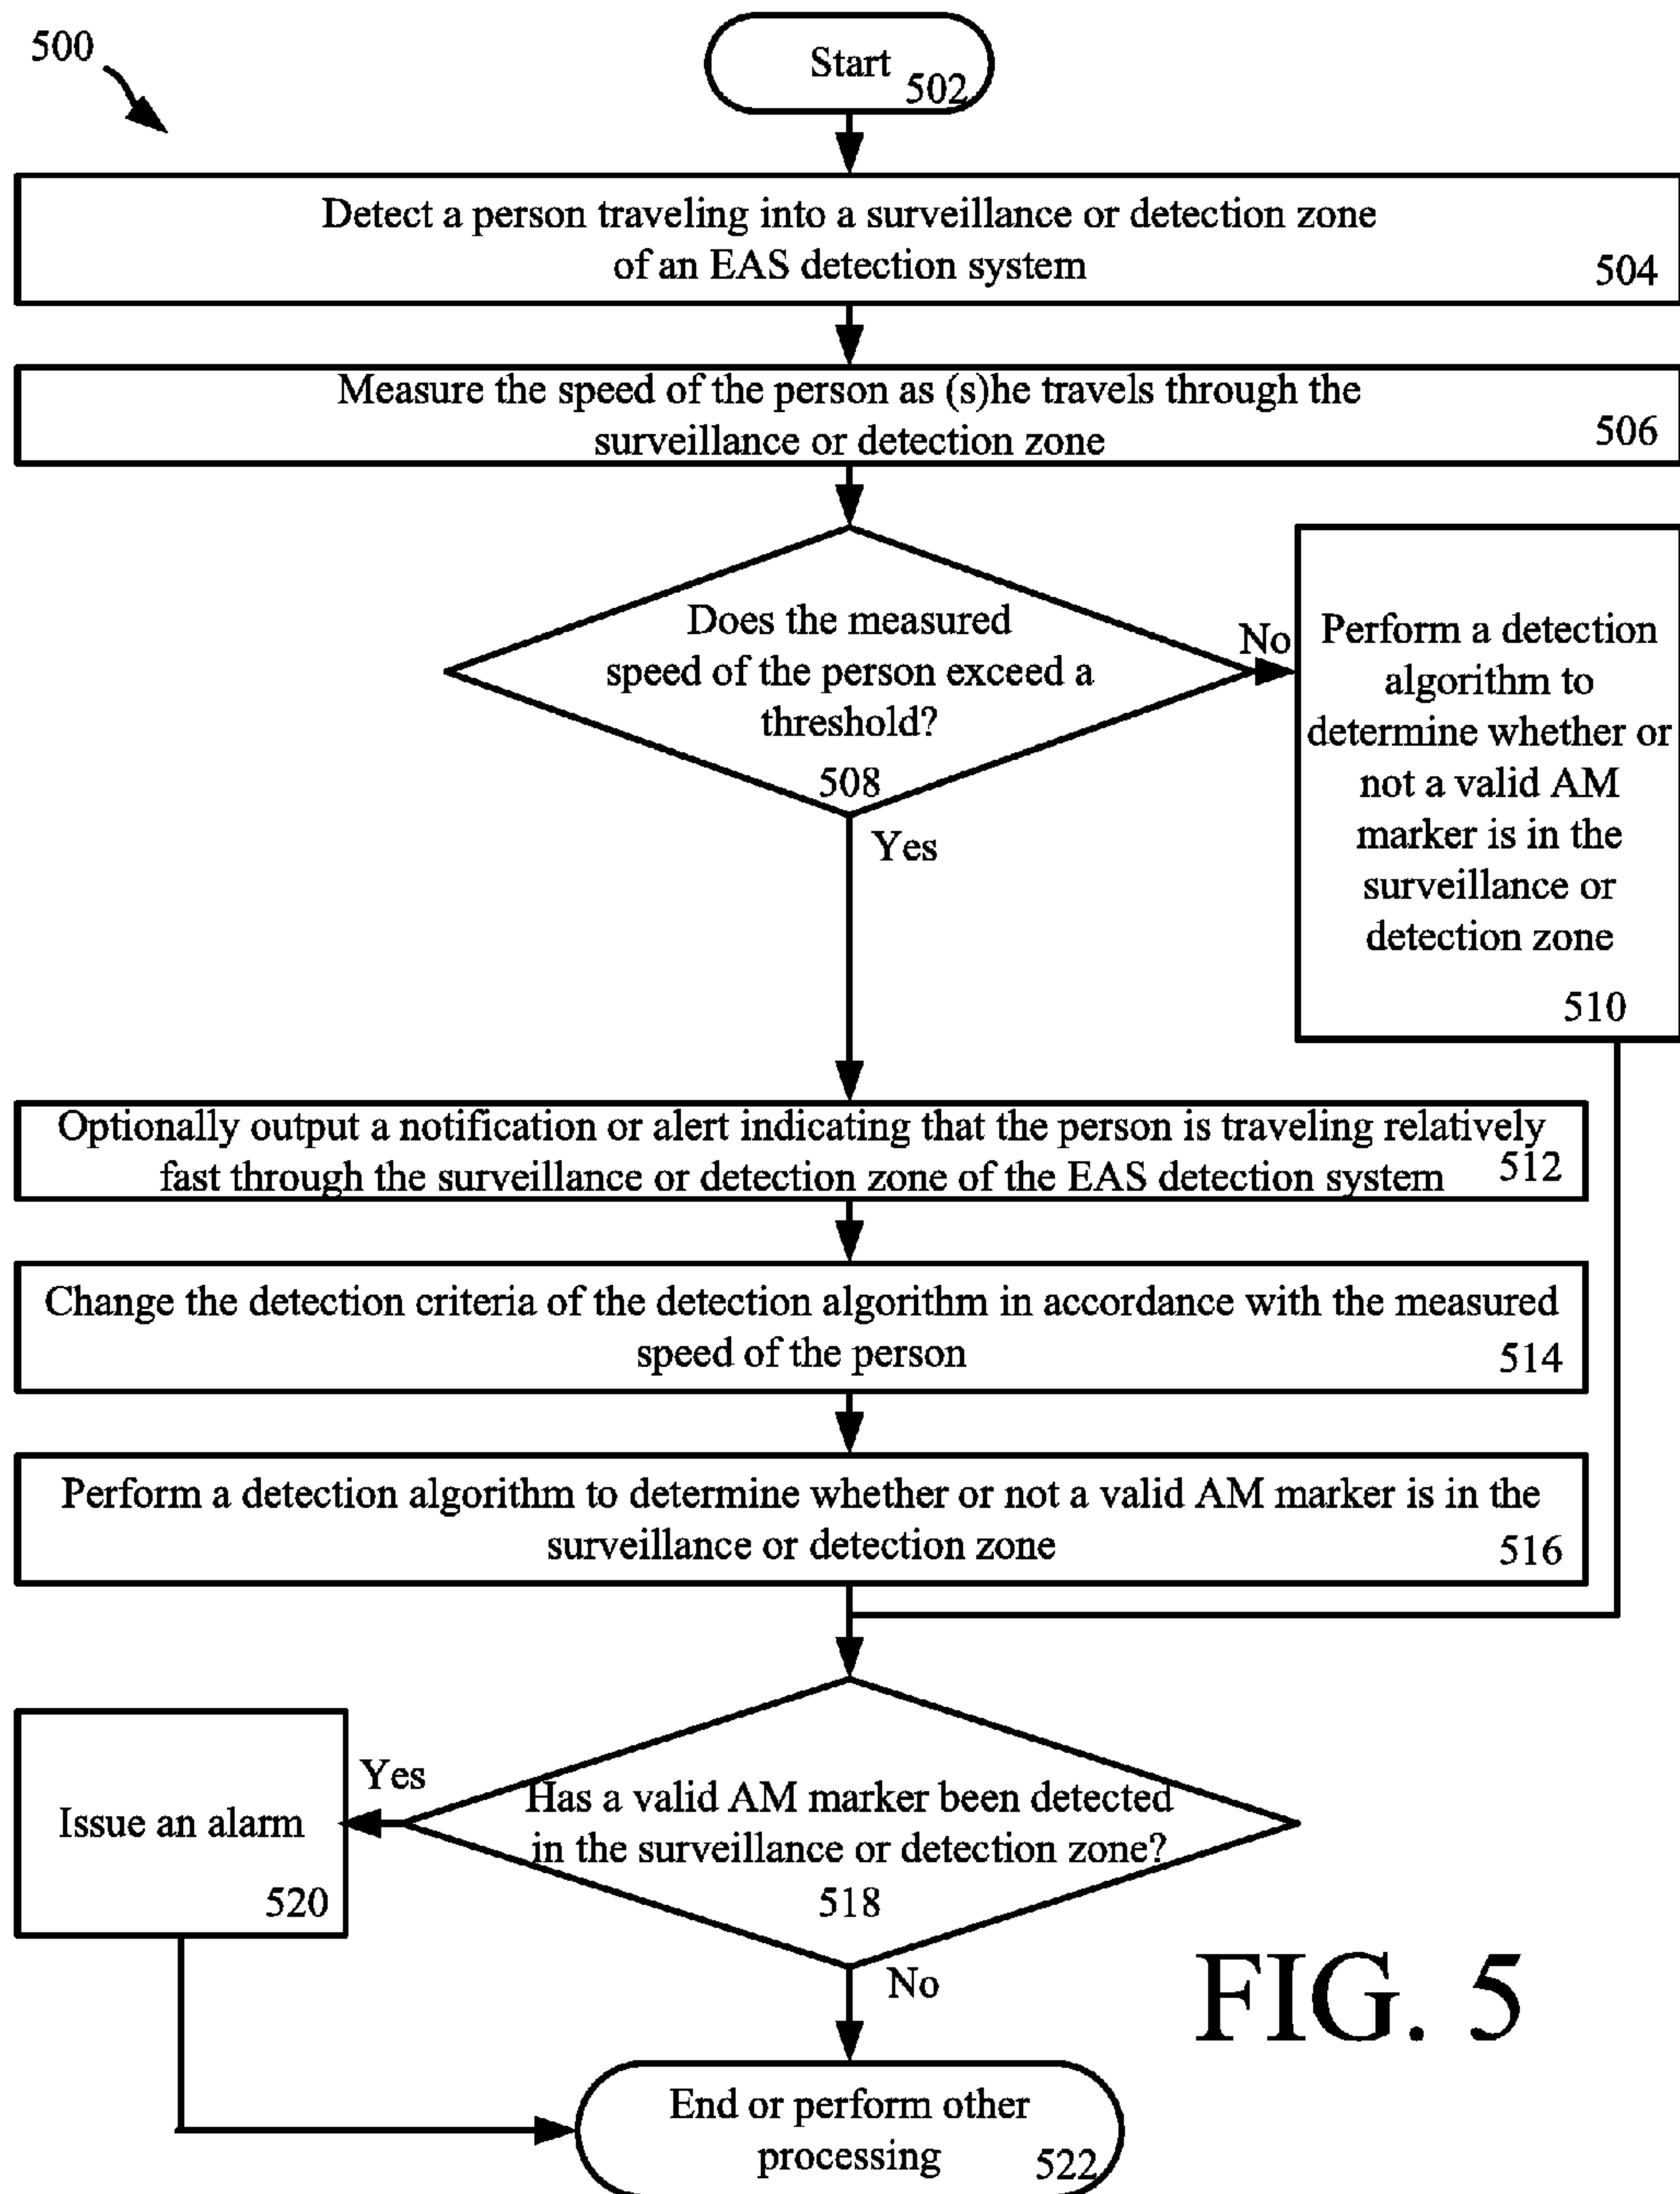 500
Start
502
Detect a person traveling into a surveillance or detection zone
of an EAS detection system
504
Measure the speed of the person as (s)he travels through the
surveillance or detection zone
506
Does the measured
speed of the person exceed a
threshold?
508
No
Yes
Perform a detection
algorithm to
determine whether or
not a valid AM
marker is in the
surveillance or
detection zone
510
Optionally output a notification or alert indicating that the person is traveling relatively
fast through the surveillance or detection zone of the EAS detection system
512
Change the detection criteria of the detection algorithm in accordance with the measured
speed of the person
514
Perform a detection algorithm to determine whether or not a valid AM marker is in the
surveillance or detection zone
516
Has a valid AM marker been detected
in the surveillance or detection zone?
518
Yes
Issue an alarm
520
No
End or perform other
processing
522
FIG. 5